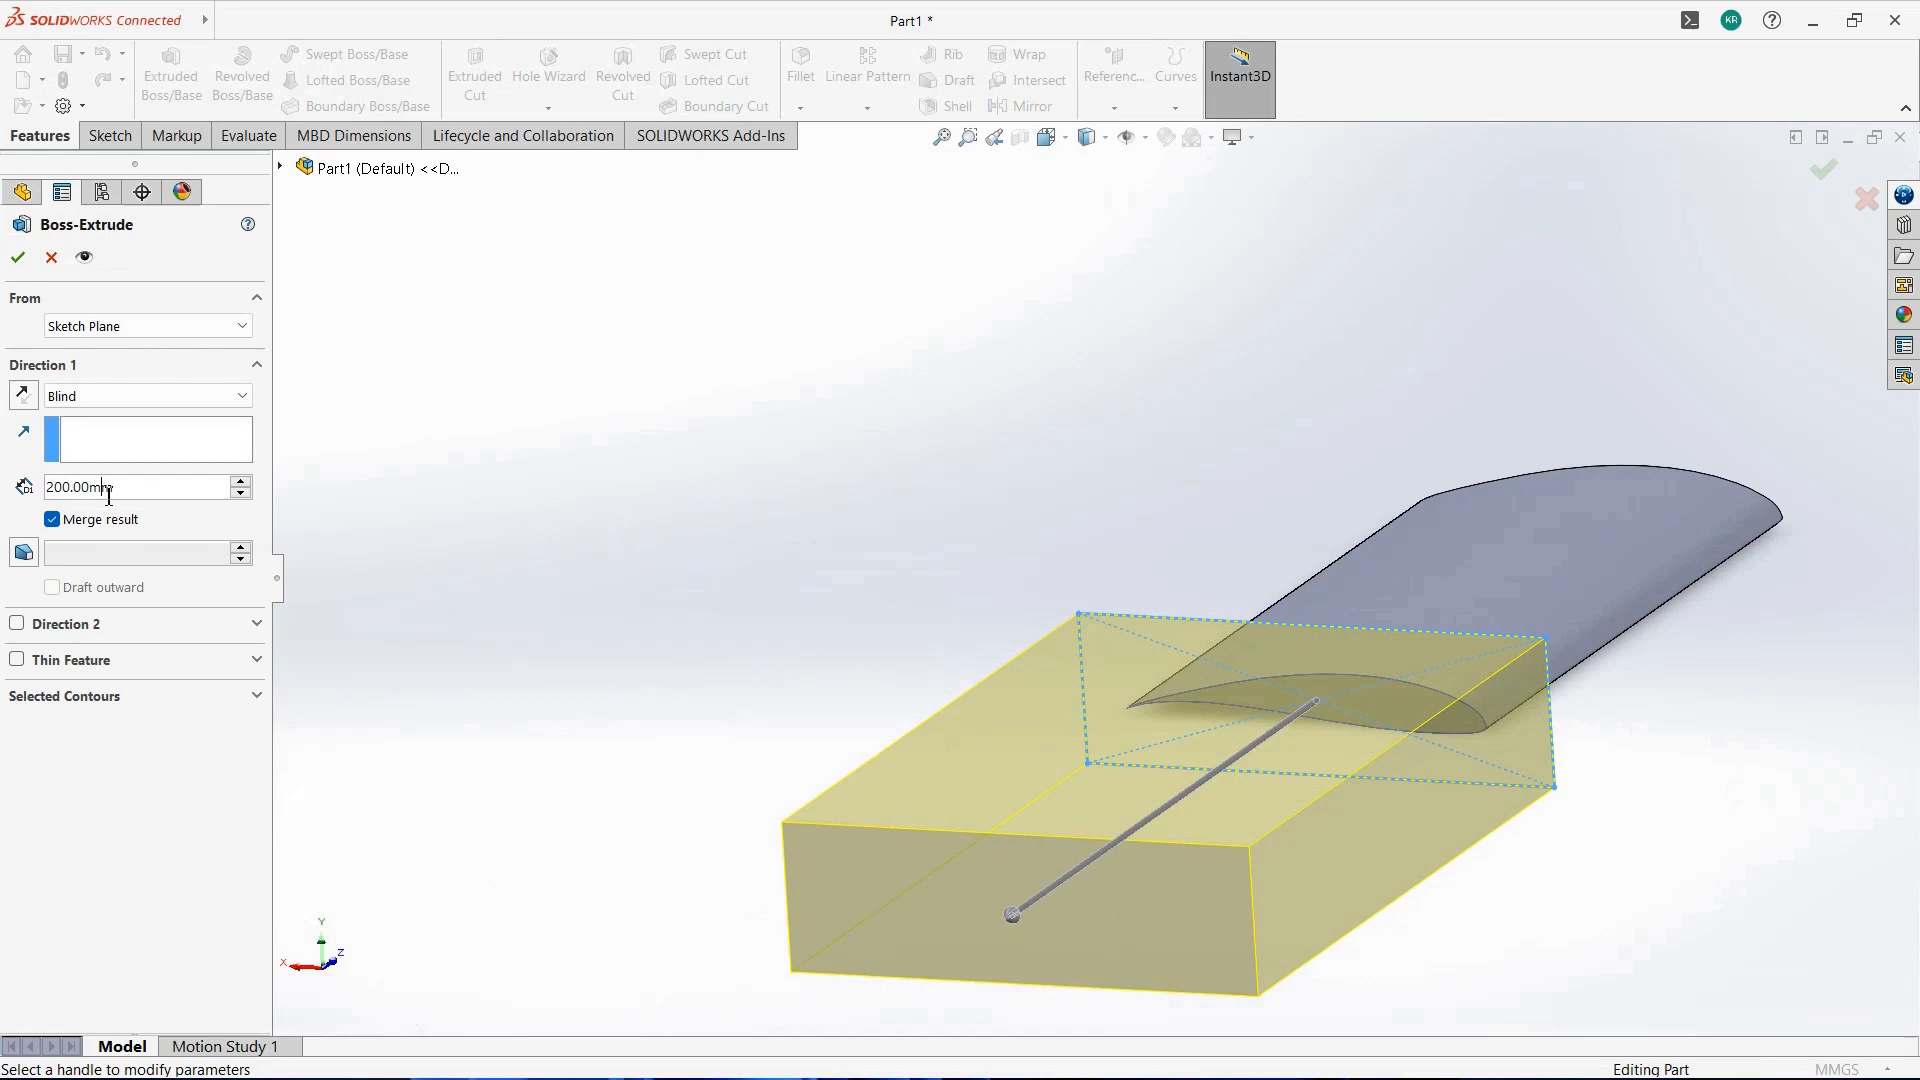 SOLIDWORKS Connected
Part1 *
KR
Extruded Boss/Base
Revolved Boss/Base
Swept Boss/Base
Lofted Boss/Base
Boundary Boss/Base
Extruded Cut
Hole Wizard
Revolved Cut
Swept Cut
Lofted Cut
Boundary Cut
Fillet
Linear Pattern
Rib
Draft
Shell
Wrap
Intersect
Mirror
Referenc...
Curves
Instant3D
Features
Sketch
Markup
Evaluate
MBD Dimensions
Lifecycle and Collaboration
SOLIDWORKS Add-Ins
Part1 (Default) <<D...
Boss-Extrude
From
Sketch Plane
Direction 1
Blind
D1
200.00mm
Merge result
Draft outward
Direction 2
Thin Feature
Selected Contours
Y
X
Z
Model
Motion Study 1
Select a handle to modify parameters
Editing Part
MMGS